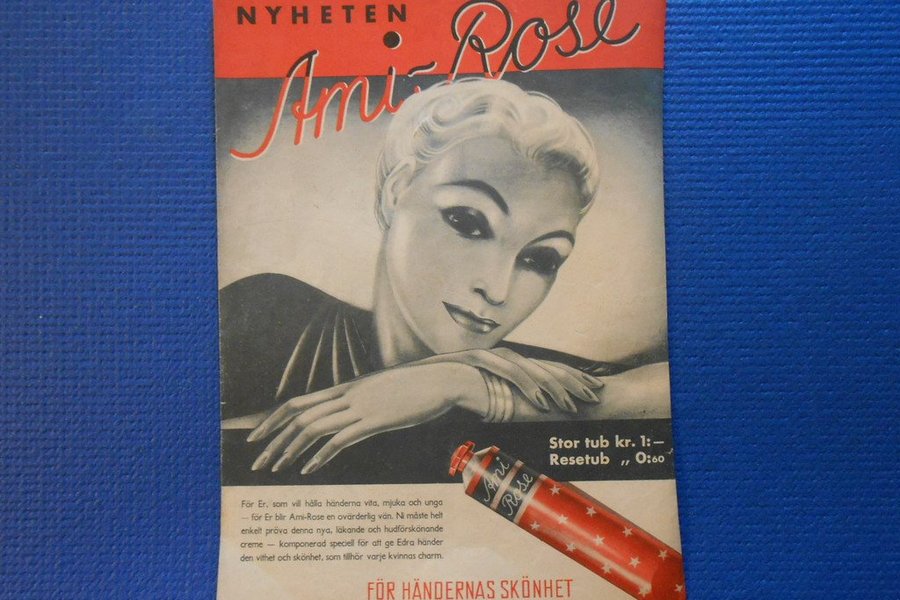 NYHETEN
Ami-Rose
Stor tub kr. 1:—
Resetub „ 0:60
Ami
Rose
För Er, som vill hålla händerna vita, mjuka och unga
— för Er blir Ami-Rose en ovärderlig vän. Ni måste helt
enkelt pröva denna nya, läkande och hudförskönande
creme — komponerad speciell för att ge Edra händer
den vithet och skönhet, som tillhör varje kvinnas charm.
FÖR HÄNDERNAS SKÖNHET